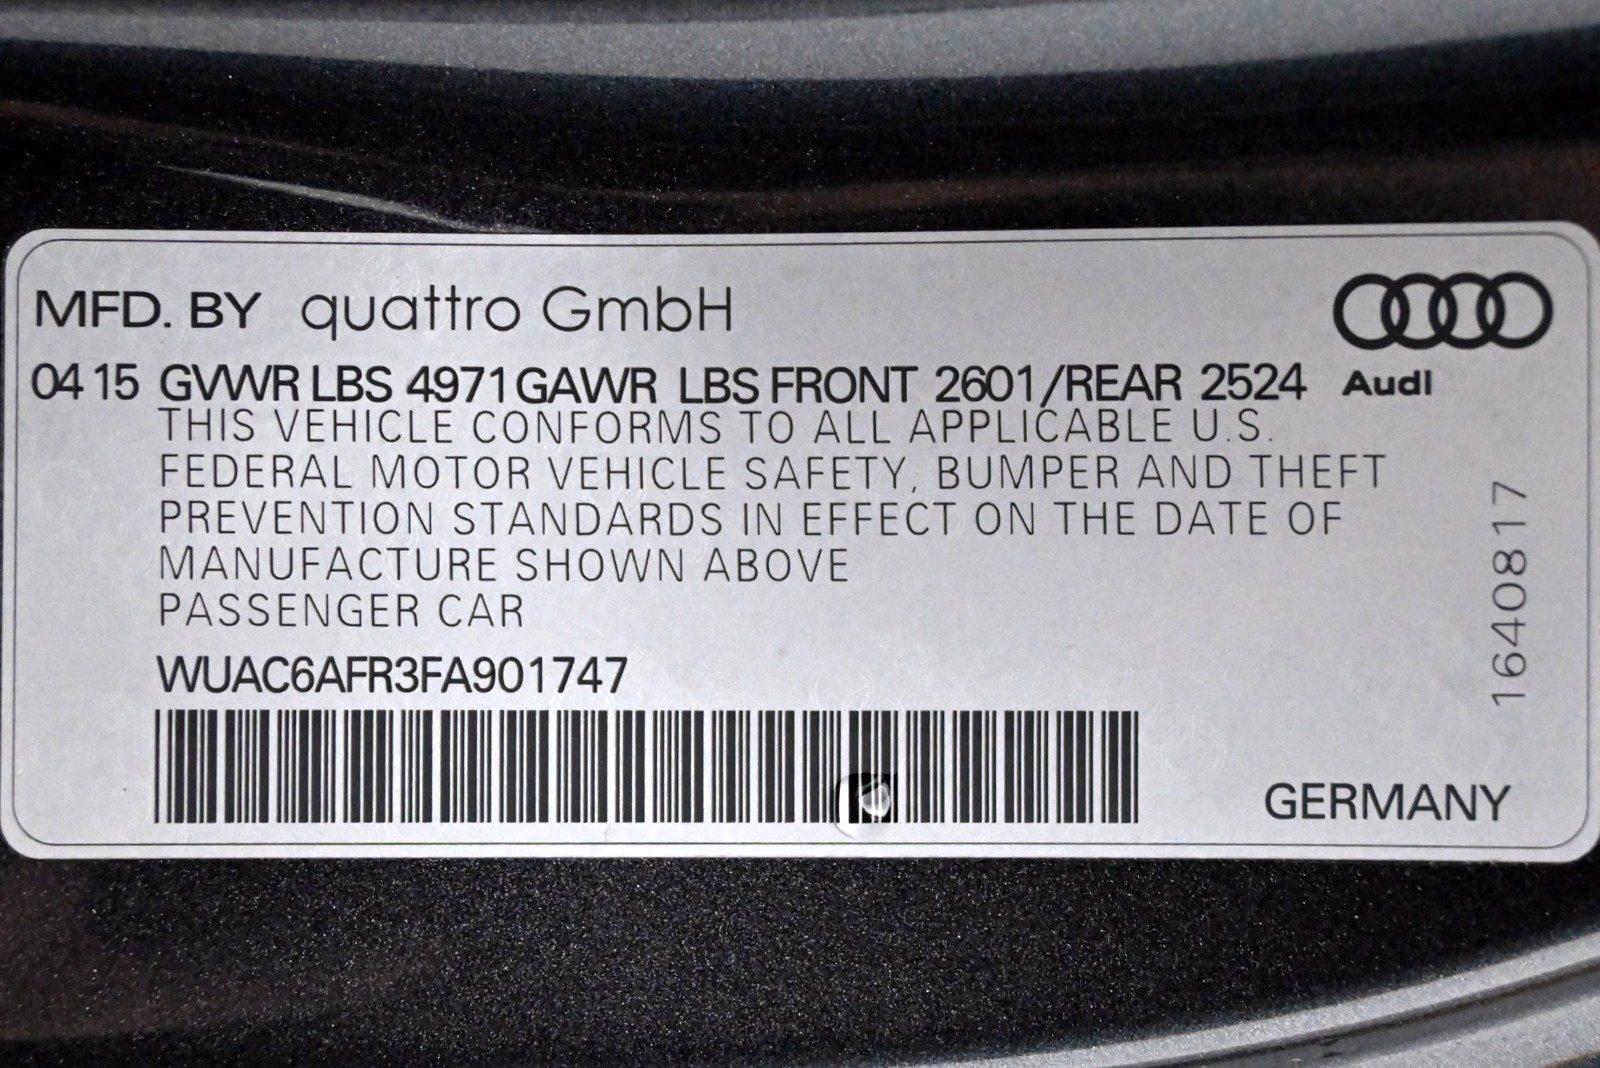 MFD. BY quattro GmbH
04 15 GVWR LBS 4971 GAWR LBS FRONT 2601/REAR 2524 Audi
THIS VEHICLE CONFORMS TO ALL APPLICABLE U.S.
FEDERAL MOTOR VEHICLE SAFETY, BUMPER AND THEFT
PREVENTION STANDARDS IN EFFECT ON THE DATE OF
MANUFACTURE SHOWN ABOVE
PASSENGER CAR
WUAC6AFR3FA901747
1640817
GERMANY